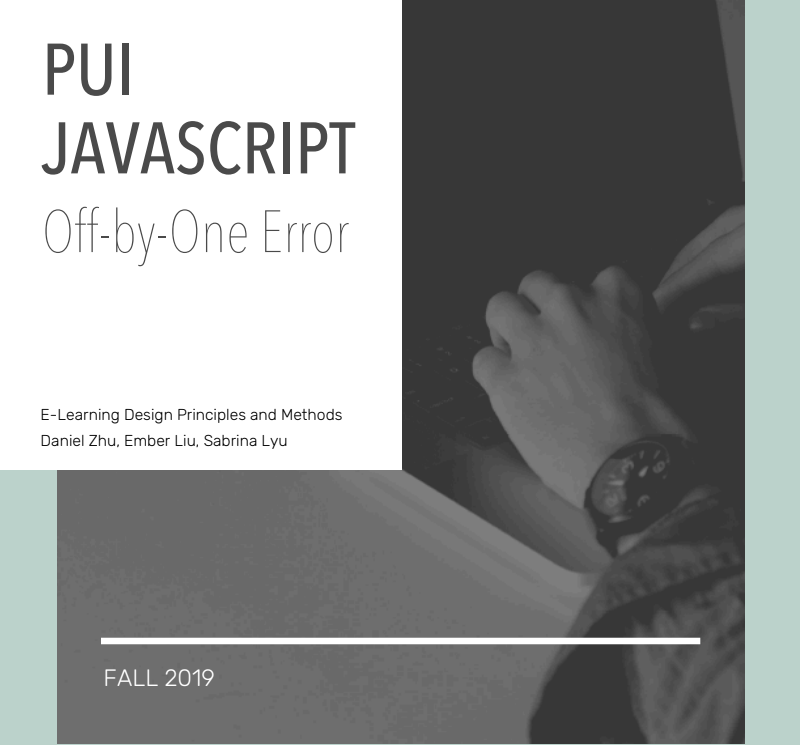 PUI
JAVASCRIPT
Off-by-One Error
E-Learning Design Principles and Methods
Daniel Zhu, Ember Liu, Sabrina Lyu
FALL 2019